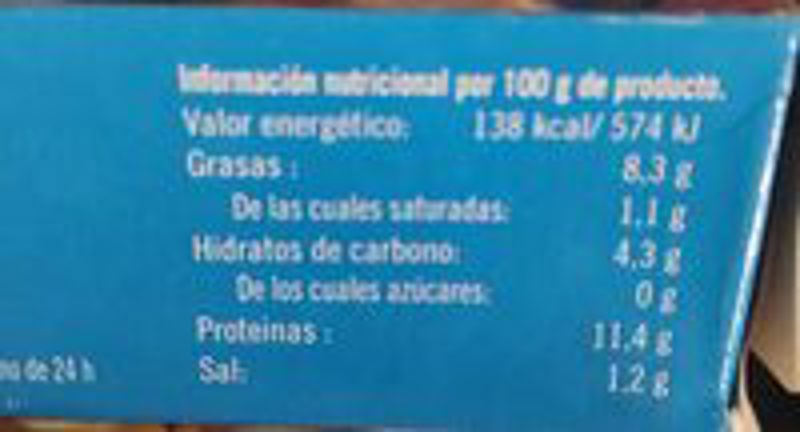 Información nutricional por 100 g de producto.
Valor energético: 138 kcal/ 574 kJ
Grasas : 8,3 g
De las cuales saturadas: 1,1 g
Hidratos de carbono: 4,3 g
De los cuales azúcares: 0 g
Proteinas : 11,4 g
Sal: 1,2 g
de 24 h